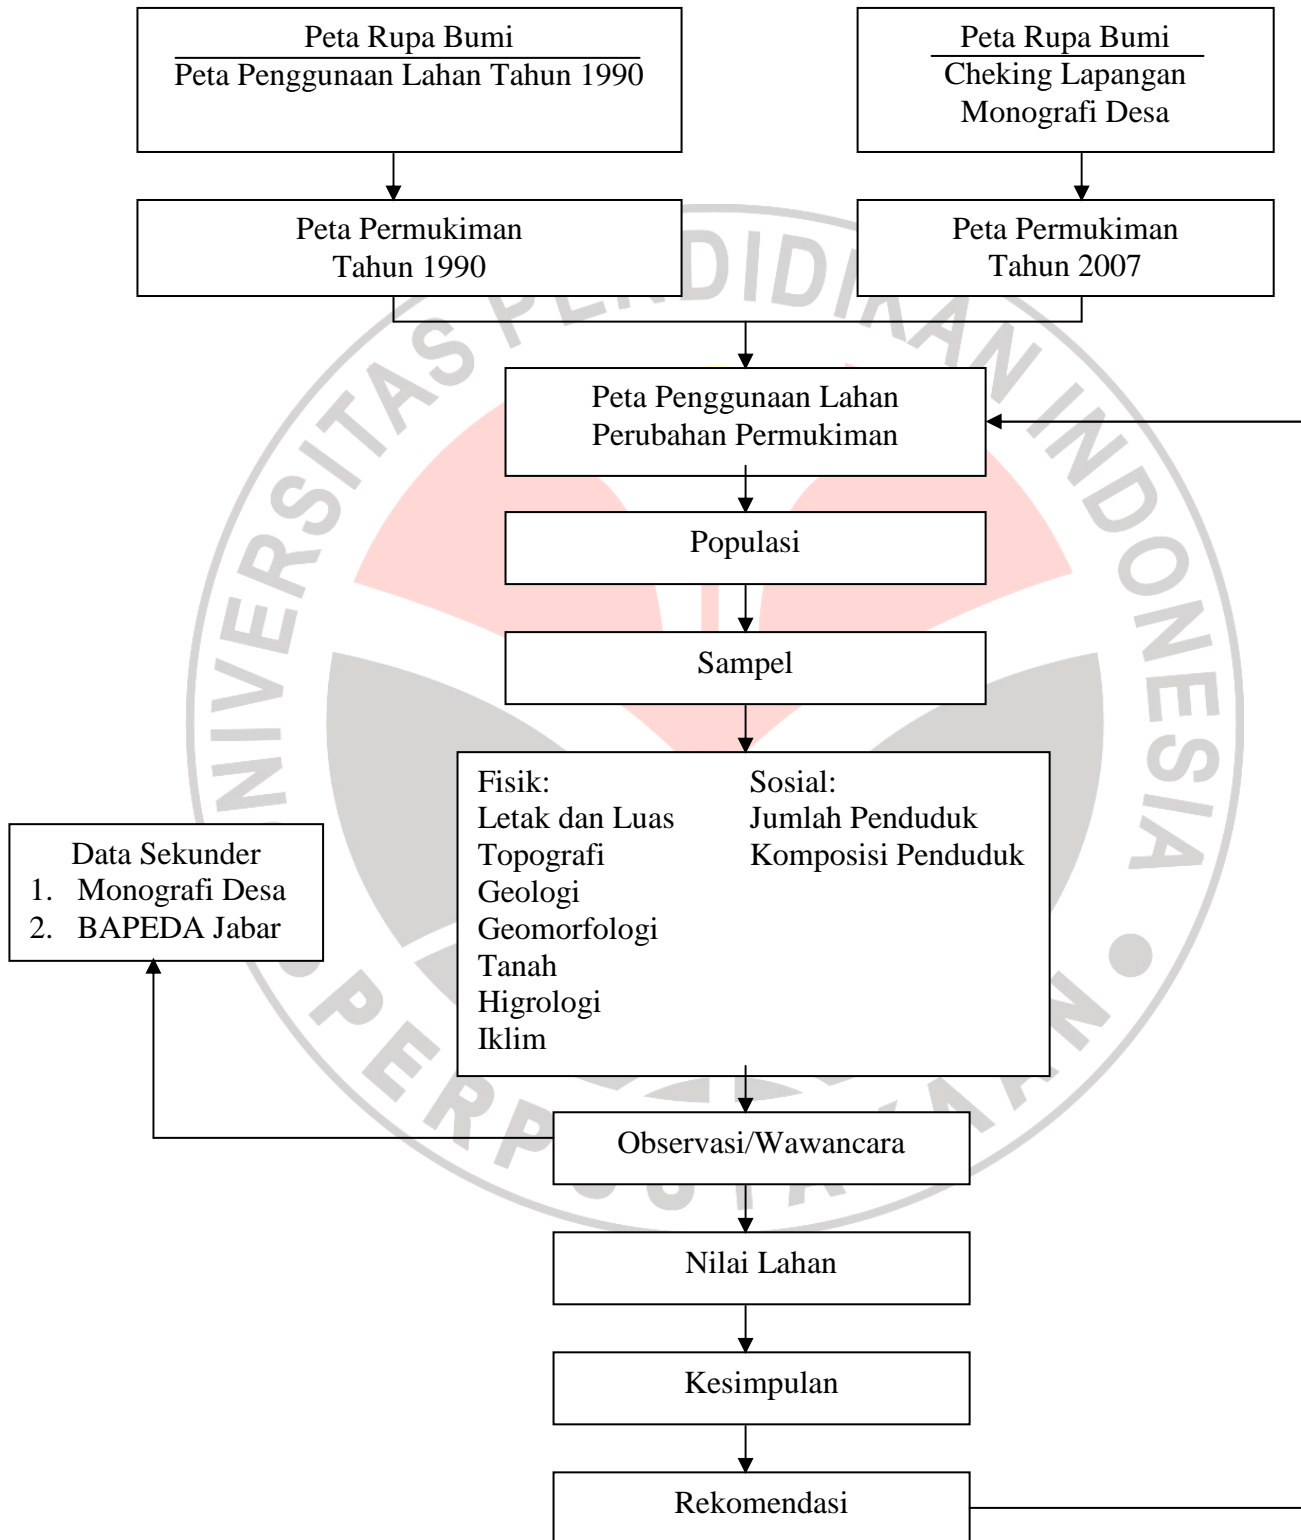 Peta Rupa Bumi
Peta Penggunaan Lahan Tahun 1990
Peta Rupa Bumi
Cheking Lapangan
Monografi Desa
Peta Permukiman
Tahun 1990
Peta Permukiman
Tahun 2007
Peta Penggunaan Lahan
Perubahan Permukiman
Populasi
Sampel
Fisik:
Letak dan Luas
Topografi
Geologi
Geomorfologi
Tanah
Higrologi
Iklim
Sosial:
Jumlah Penduduk
Komposisi Penduduk
Data Sekunder
1. Monografi Desa
2. BAPEDA Jabar
Observasi/Wawancara
Nilai Lahan
Kesimpulan
Rekomendasi
UNIVERSITAS PENDIDIKAN INDONESIA
PERPUSTAKAAN